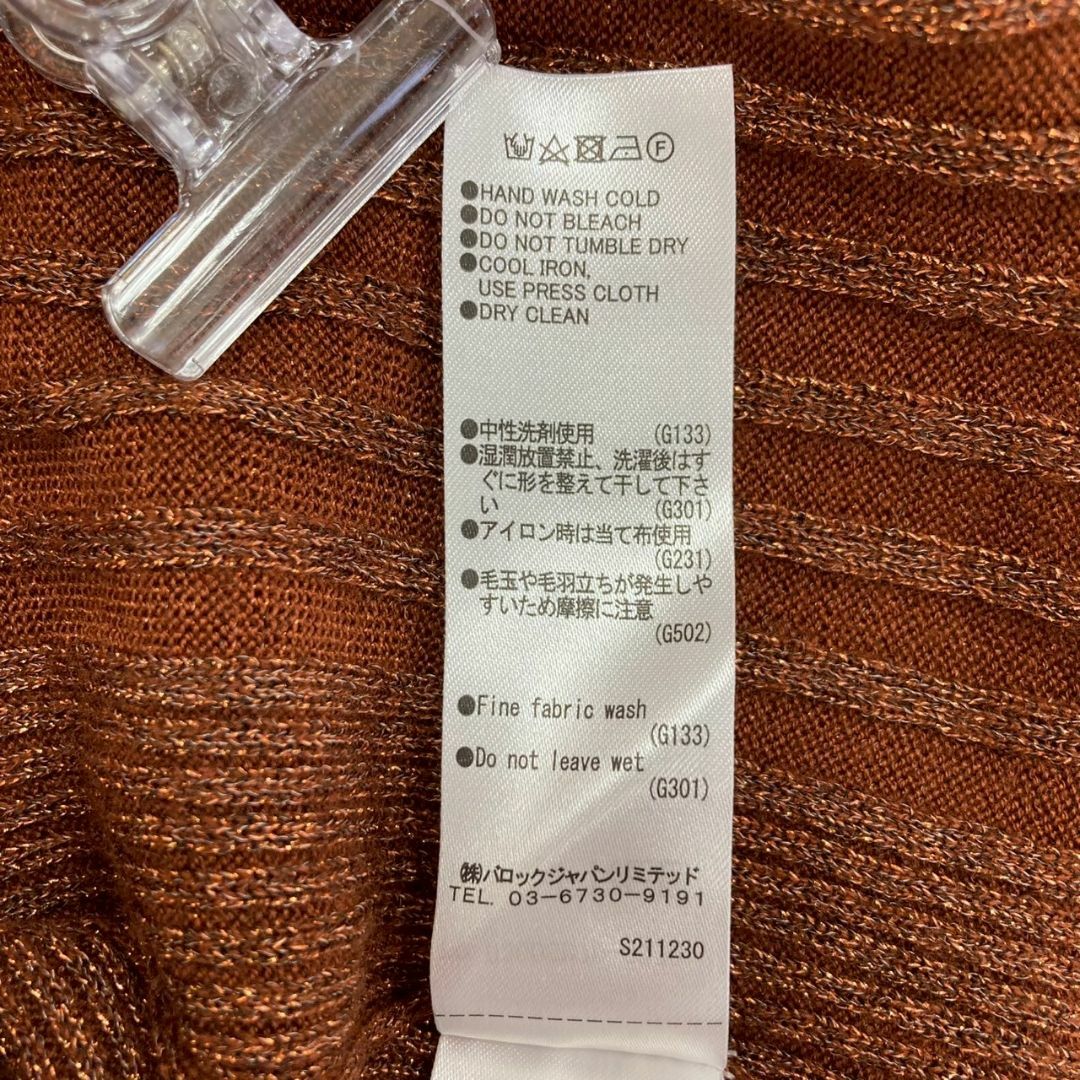 F
●HAND WASH COLD
●DO NOT BLEACH
●DO NOT TUMBLE DRY
●COOL IRON,
USE PRESS CLOTH
●DRY CLEAN
●中性洗剤使用 (G133)
●湿潤放置禁止、洗濯後はす
ぐに形を整えて干して下さ
い (G301)
●アイロン時は当て布使用
(G231)
●毛玉や毛羽立ちが発生しや
すいため摩擦に注意
(G502)
●Fine fabric wash
(G133)
●Do not leave wet
(G301)
㈱バロックジャパンリミテッド
TEL. 03-6730-9191
S211230